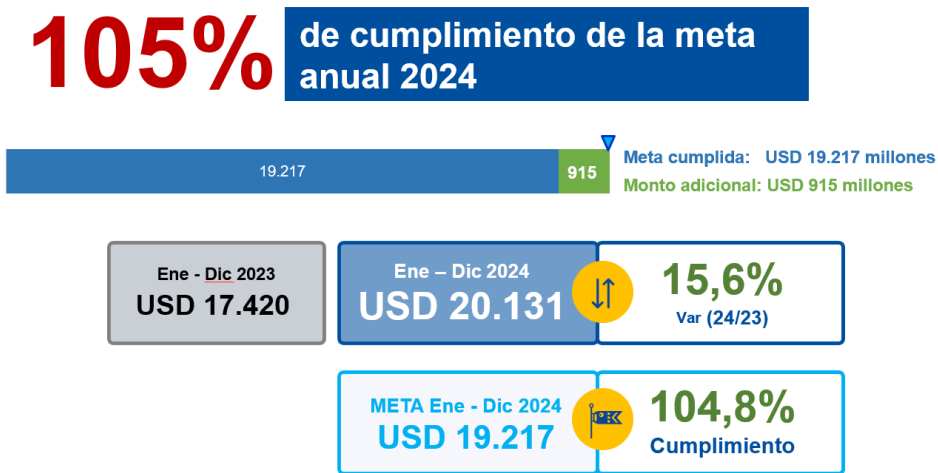 105%
de cumplimiento de la meta
anual 2024
19.217
915
Meta cumplida: USD 19.217 millones
Monto adicional: USD 915 millones
Ene - Dic 2023
USD 17.420
Ene – Dic 2024
USD 20.131
15,6%
Var (24/23)
META Ene - Dic 2024
USD 19.217
104,8%
Cumplimiento